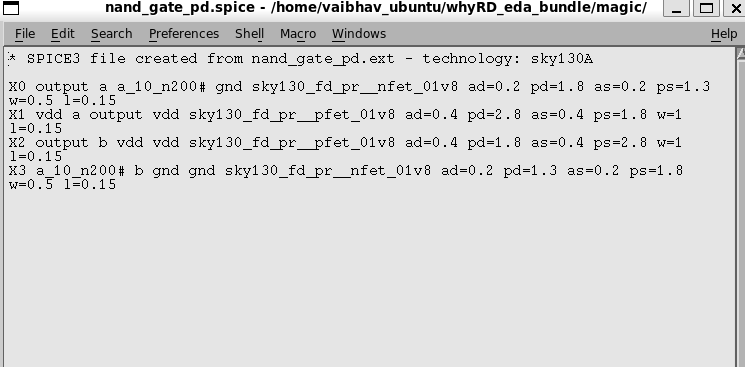 nand_gate_pd.spice - /home/vaibhav_ubuntu/whyRD_eda_bundle/magic/
File Edit Search Preferences Shell Macro Windows Help
* SPICE3 file created from nand_gate_pd.ext - technology: sky130A
X0 output a a_10_n200# gnd sky130_fd_pr__nfet_01v8 ad=0.2 pd=1.8 as=0.2 ps=1.3
w=0.5 l=0.15
X1 vdd a output vdd sky130_fd_pr__pfet_01v8 ad=0.4 pd=2.8 as=0.4 ps=1.8 w=1
l=0.15
X2 output b vdd vdd sky130_fd_pr__pfet_01v8 ad=0.4 pd=1.8 as=0.4 ps=2.8 w=1
l=0.15
X3 a_10_n200# b gnd gnd sky130_fd_pr__nfet_01v8 ad=0.2 pd=1.3 as=0.2 ps=1.8
w=0.5 l=0.15